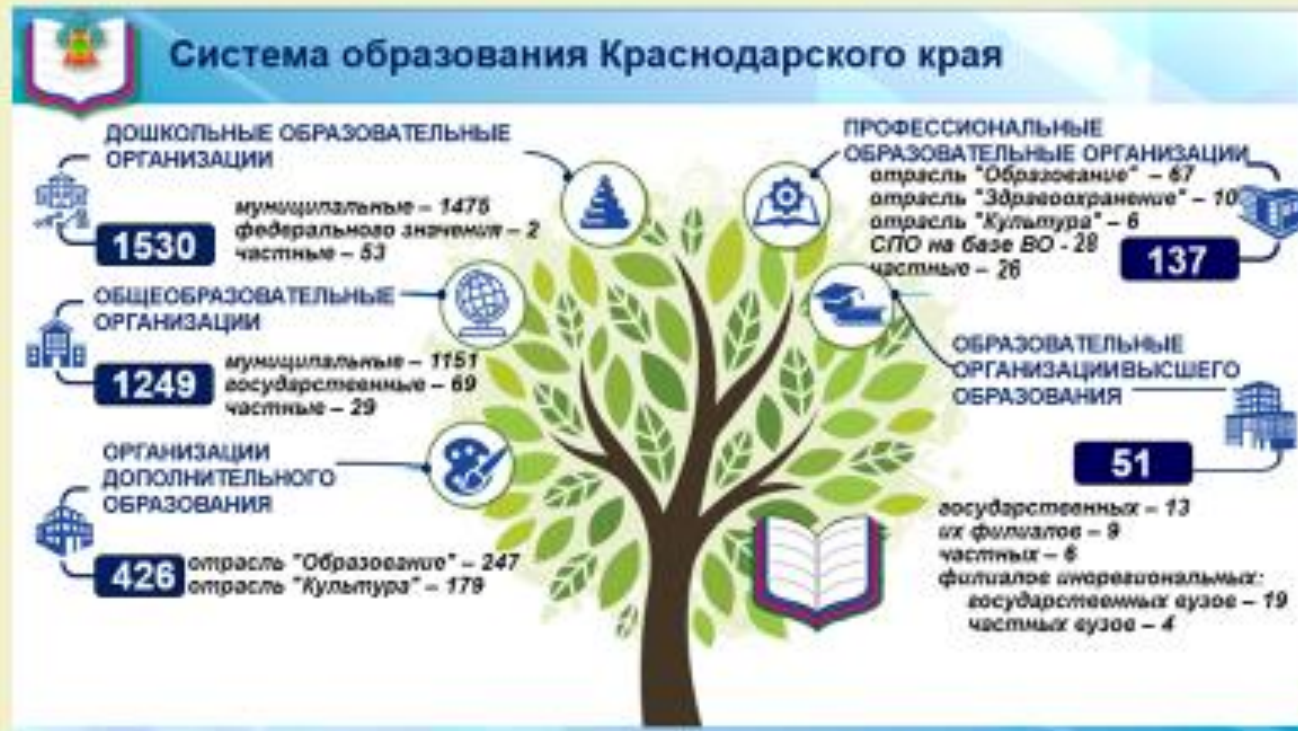 Система образования Краснодарского края
ДОШКОЛЬНЫЕ ОБРАЗОВАТЕЛЬНЫЕ
ОРГАНИЗАЦИИ
1530
муниципальные – 1475
федерального значения – 2
частные – 53
ОБЩЕОБРАЗОВАТЕЛЬНЫЕ
ОРГАНИЗАЦИИ
1249
муниципальные – 1151
государственные – 69
частные – 29
ОРГАНИЗАЦИИ
ДОПОЛНИТЕЛЬНОГО
ОБРАЗОВАНИЯ
426
отрасль "Образование" – 247
отрасль "Культура" – 179
ПРОФЕССИОНАЛЬНЫЕ
ОБРАЗОВАТЕЛЬНЫЕ ОРГАНИЗАЦИИ
отрасль "Образование" – 67
отрасль "Здравоохранение" – 10
отрасль "Культура" – 6
СПО на базе ВО - 28
частные – 26
137
ОБРАЗОВАТЕЛЬНЫЕ
ОРГАНИЗАЦИИВЫСШЕГО
ОБРАЗОВАНИЯ
51
государственных – 13
их филиалов – 9
частных – 6
филиалов инорегиональных:
государственных вузов – 19
частных вузов – 4